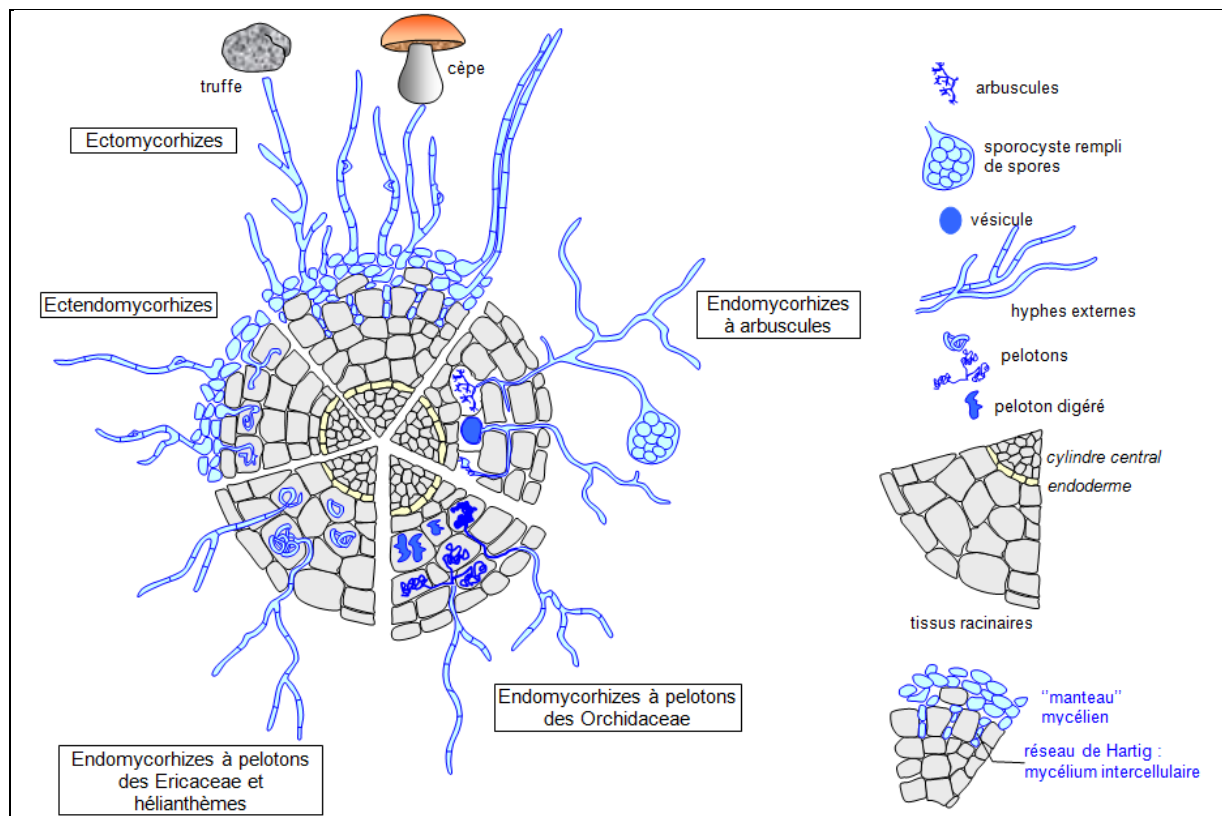 truffe
cèpe
Ectomycorhizes
Ectendomycorhizes
Endomycorhizes
à arbuscules
Endomycorhizes à pelotons
des Orchidaceae
Endomycorhizes à pelotons
des Ericaceae et
hélianthèmes
arbuscules
sporocyste rempli
de spores
vésicule
hyphes externes
pelotons
peloton digéré
cylindre central
endoderme
tissus racinaires
"manteau"
mycélien
réseau de Hartig :
mycélium intercellulaire